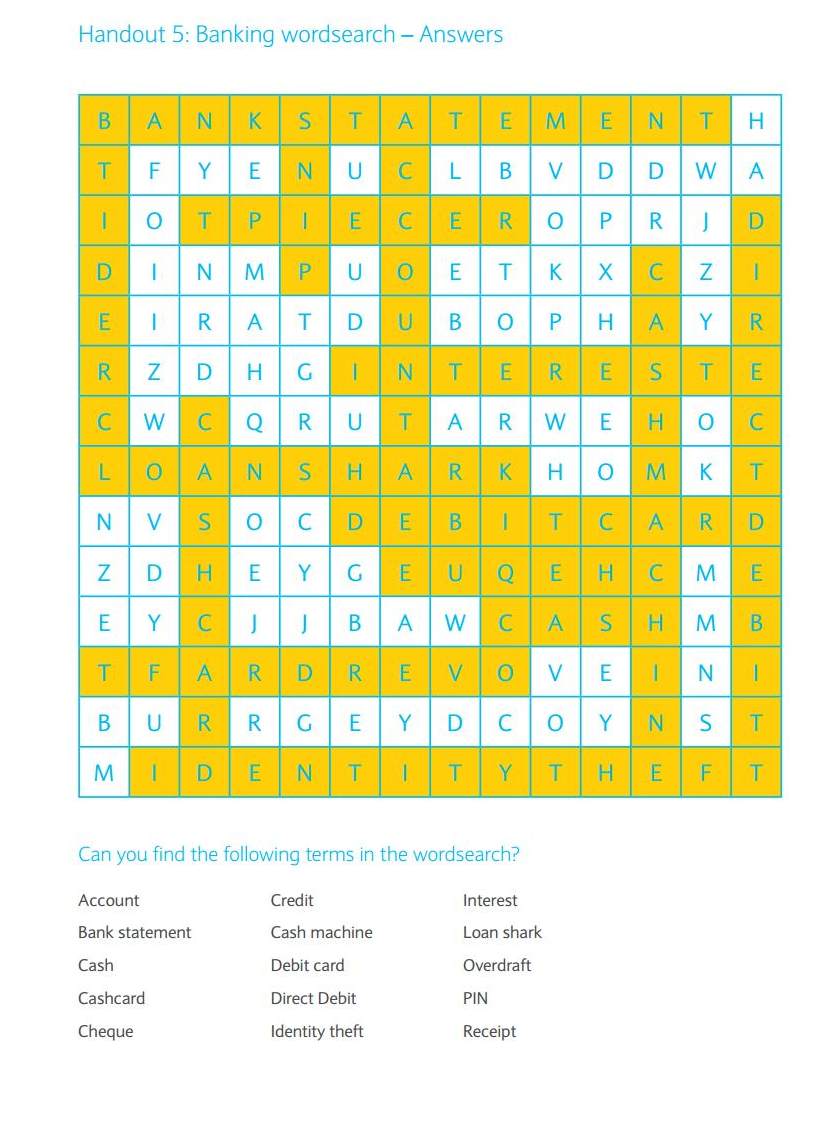 Handout 5: Banking wordsearch – Answers
B A N K S T A T E M E N T H
T F Y E N U C L B V D D W A
I O T P I E C E R O P R J D
D I N M P U O E T K X C Z I
E I R A T D U B O P H A Y R
R Z D H G I N T E R E S T E
C W C Q R U T A R W E H O C
L O A N S H A R K H O M K T
N V S O C D E B I T C A R D
Z D H E Y G E U Q E H C M E
E Y C J J B A W C A S H M B
T F A R D R E V O V E I N I
B U R R G E Y D C O Y N S T
M I D E N T I T Y T H E F T
Can you find the following terms in the wordsearch?
Account Credit Interest
Bank statement Cash machine Loan shark
Cash Debit card Overdraft
Cashcard Direct Debit PIN
Cheque Identity theft Receipt